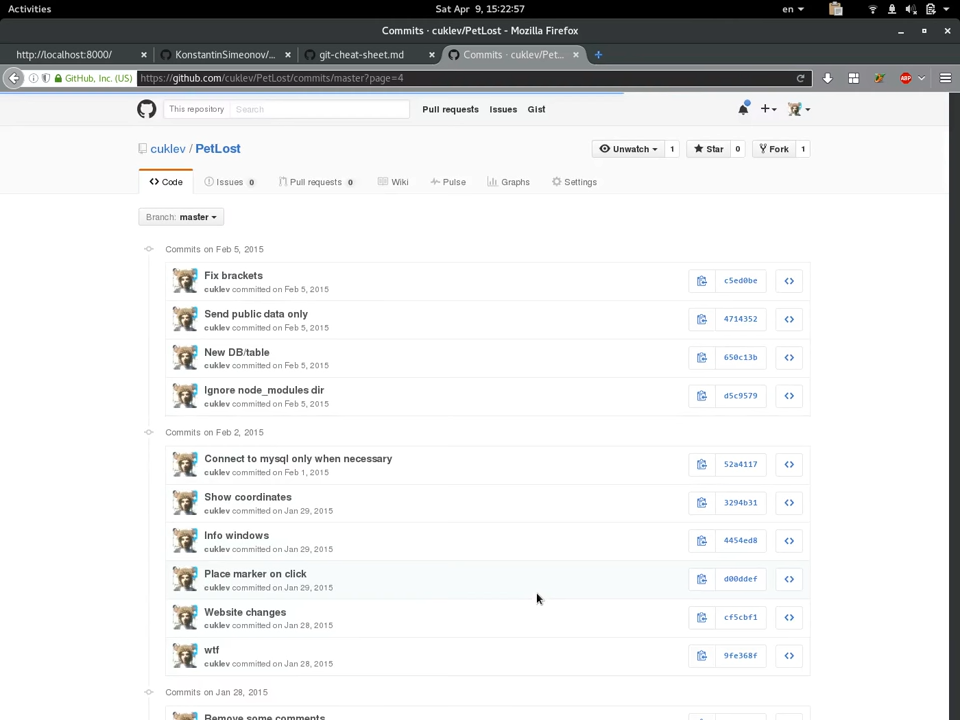 Activities
Sat Apr 9, 15:22:57
en
Commits · cuklev/PetLost - Mozilla Firefox
http://localhost:8000/
KonstantinSimeonov/...
git-cheat-sheet.md
Commits · cuklev/Pet...
GitHub, Inc. (US)
https://github.com/cuklev/PetLost/commits/master?page=4
ABP
This repository
Search
Pull requests
Issues
Gist
cuklev / PetLost
Unwatch 1
Star 0
Fork 1
Code
Issues 0
Pull requests 0
Wiki
Pulse
Graphs
Settings
Branch: master
Commits on Feb 5, 2015
Fix brackets
cuklev committed on Feb 5, 2015
c5ed0be
Send public data only
cuklev committed on Feb 5, 2015
4714352
New DB/table
cuklev committed on Feb 5, 2015
650c13b
Ignore node_modules dir
cuklev committed on Feb 5, 2015
d5c9579
Commits on Feb 2, 2015
Connect to mysql only when necessary
cuklev committed on Feb 1, 2015
52a4117
Show coordinates
cuklev committed on Jan 29, 2015
3294b31
Info windows
cuklev committed on Jan 29, 2015
4454ed8
Place marker on click
cuklev committed on Jan 29, 2015
d00ddef
Website changes
cuklev committed on Jan 28, 2015
cf5cbf1
wtf
cuklev committed on Jan 28, 2015
9fe368f
Commits on Jan 28, 2015
Remove some comments